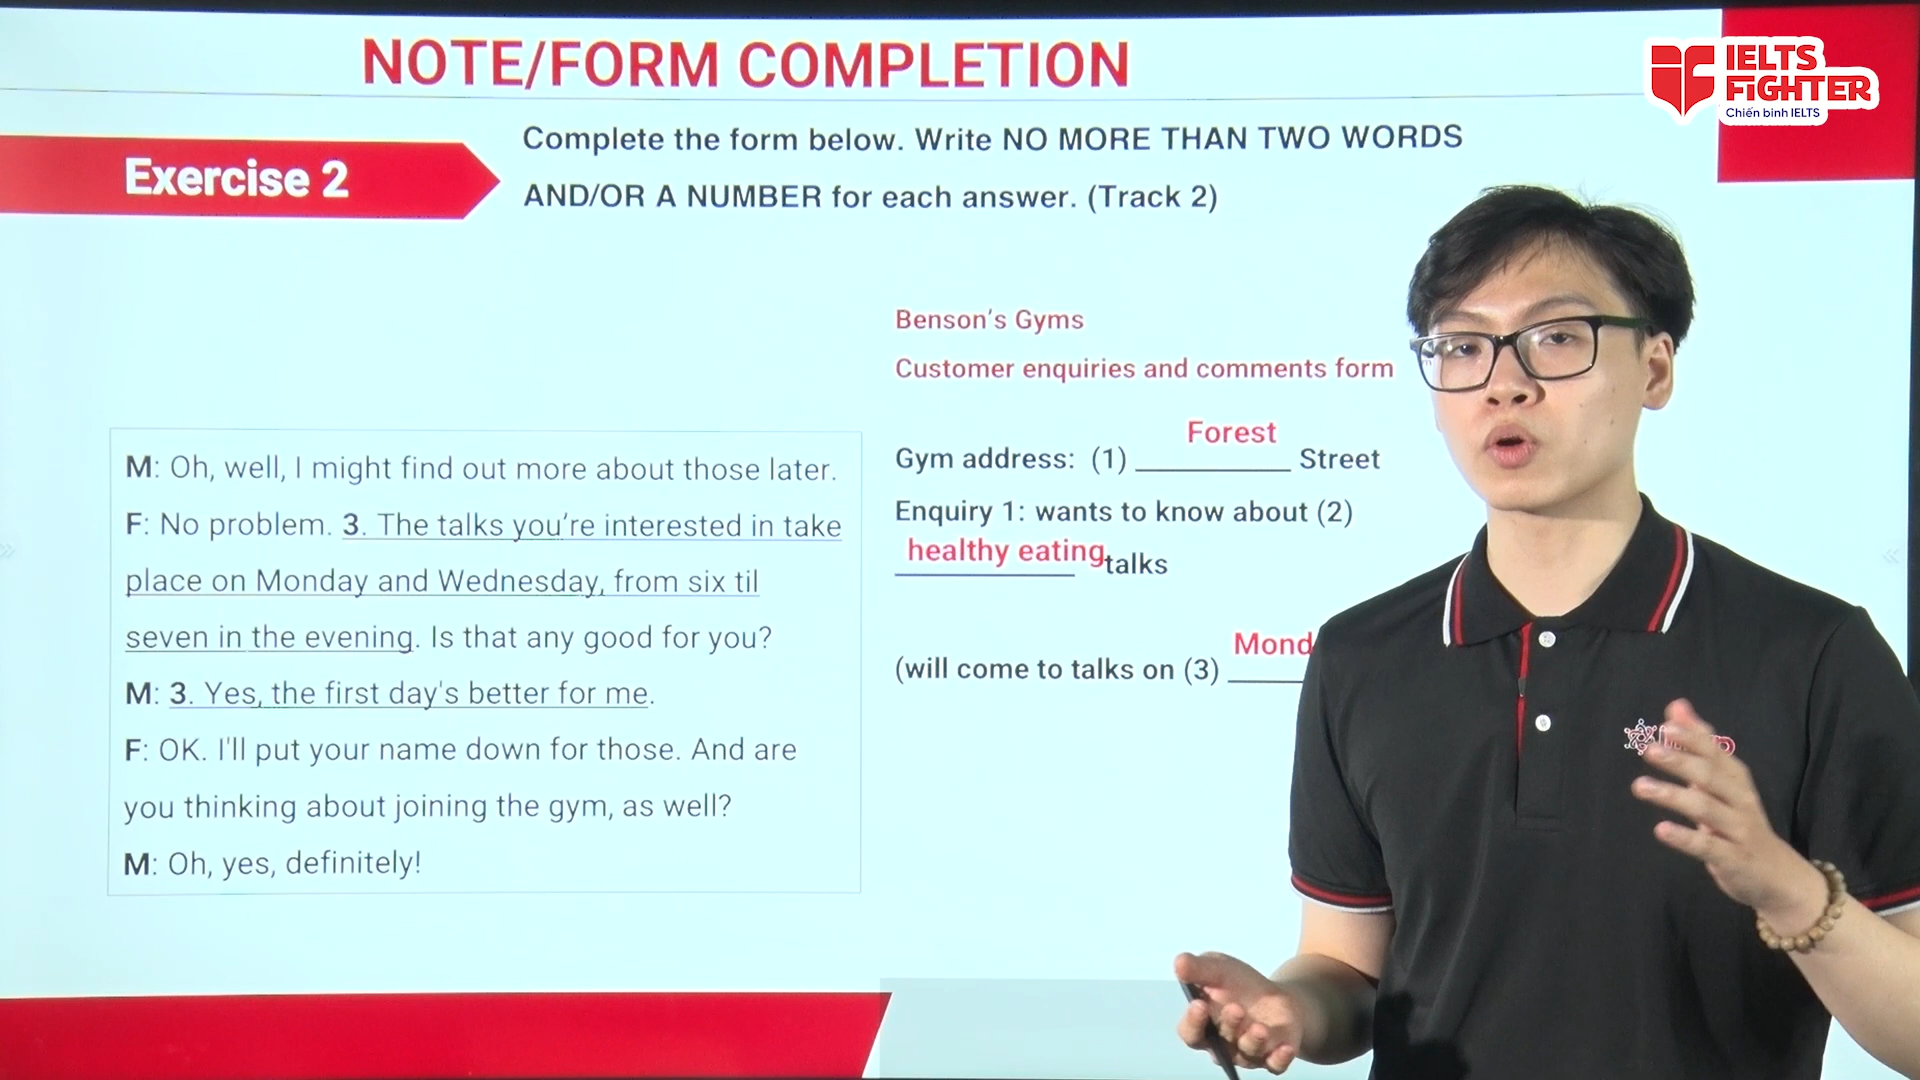 NOTE/FORM COMPLETION
IELTS
FIGHTER
Chiến binh IELTS
Exercise 2
Complete the form below. Write NO MORE THAN TWO WORDS
AND/OR A NUMBER for each answer. (Track 2)
Benson's Gyms
Customer enquiries and comments form
Forest
Gym address: (1) ____________ Street
Enquiry 1: wants to know about (2)
healthy eating
______________ talks
Mond
(will come to talks on (3) ______
M: Oh, well, I might find out more about those later.
F: No problem. 3. The talks you're interested in take
place on Monday and Wednesday, from six til
seven in the evening. Is that any good for you?
M: 3. Yes, the first day's better for me.
F: OK. I'll put your name down for those. And are
you thinking about joining the gym, as well?
M: Oh, yes, definitely!